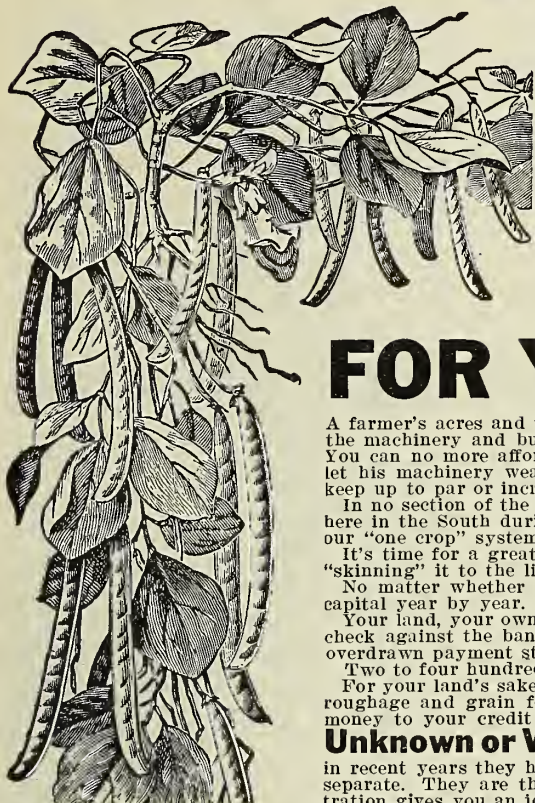 FOR
A farmer's acres and
the machinery and bu
You can no more affor
let his machinery wea
keep up to par or incr
In no section of the
here in the South duri
our "one crop" system
It's time for a great
"skinning" it to the li
No matter whether
capital year by year.
Your land, your own
check against the ban
overdrawn payment st
Two to four hundred
For your land's sake
roughage and grain f
money to your credit
Unknown or V
in recent years they h
separate. They are th
tration gives you an id